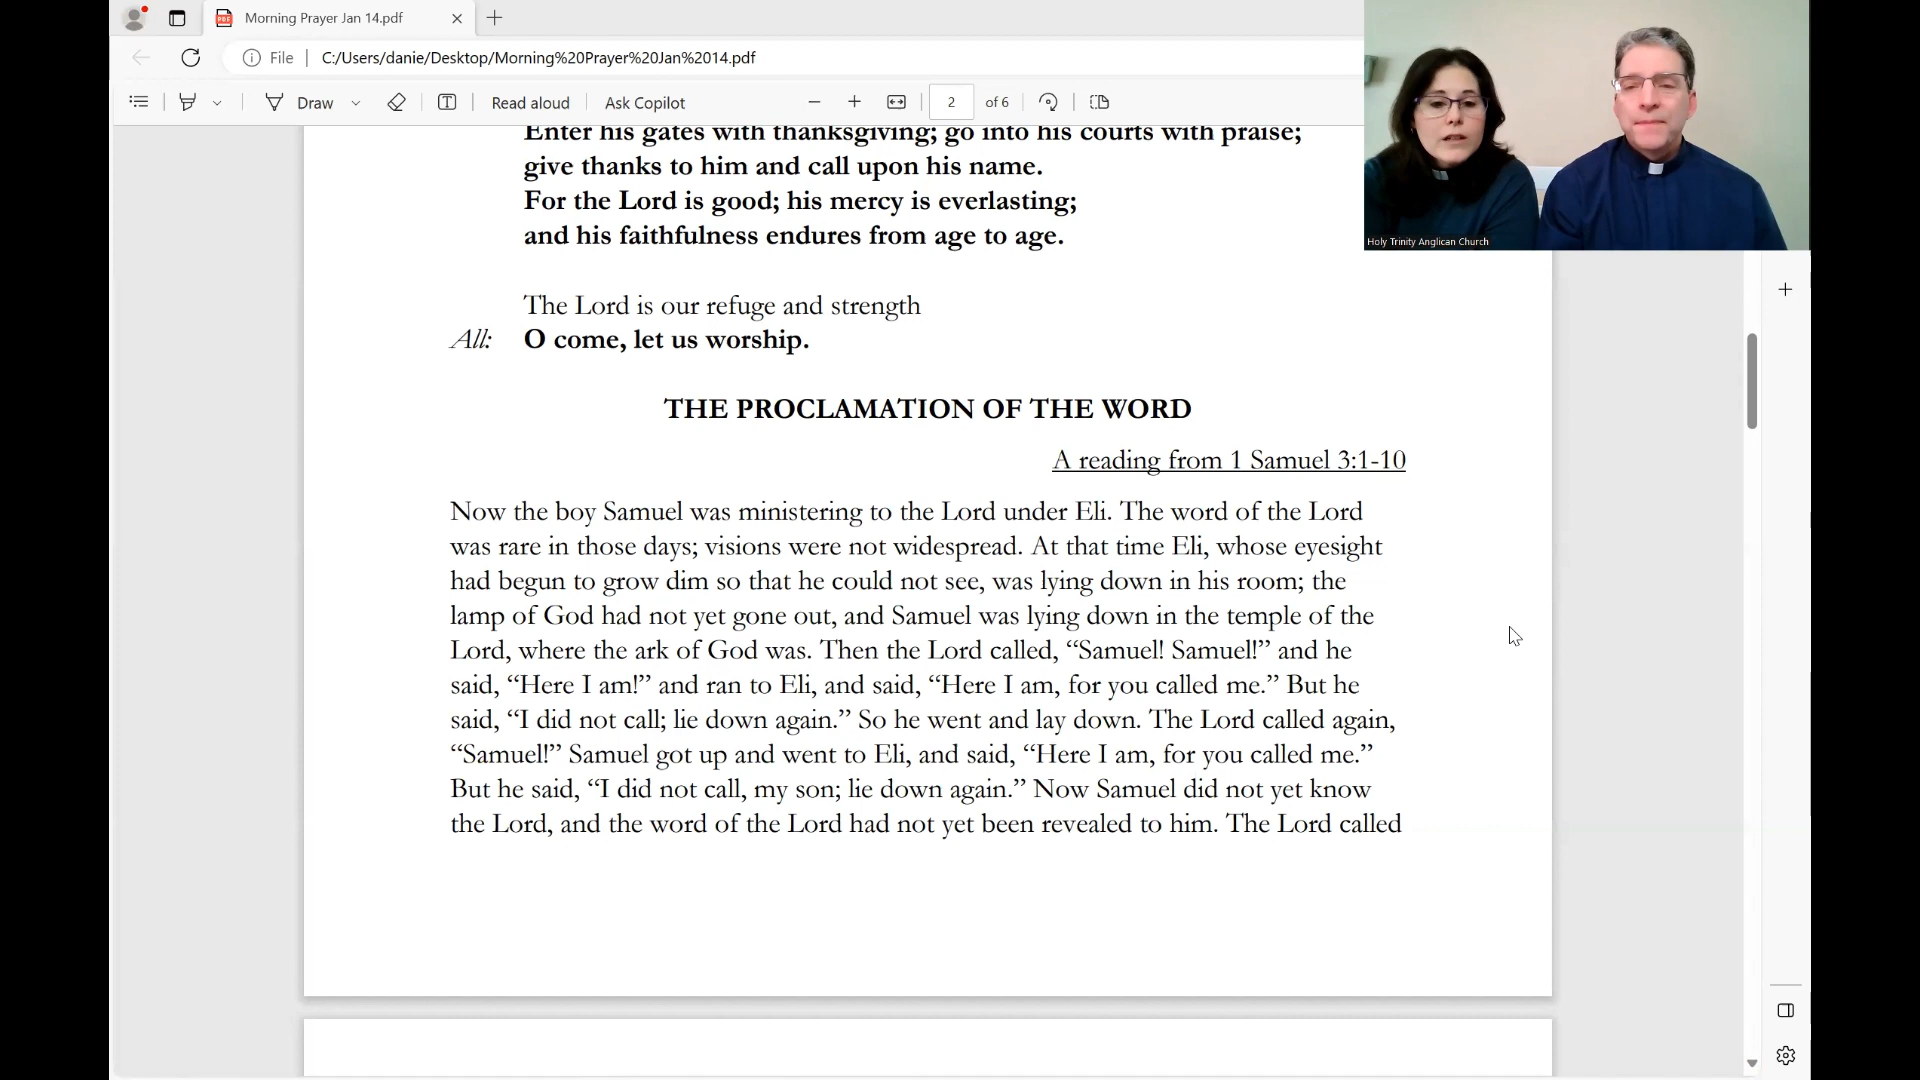 Morning Prayer Jan 14.pdf
File
C:/Users/danie/Desktop/Morning%20Prayer%20Jan%2014.pdf
Draw
Read aloud
Ask Copilot
2 of 6
Enter his gates with thanksgiving; go into his courts with praise;
give thanks to him and call upon his name.
For the Lord is good; his mercy is everlasting;
and his faithfulness endures from age to age.
The Lord is our refuge and strength
All: O come, let us worship.
THE PROCLAMATION OF THE WORD
A reading from 1 Samuel 3:1-10
Now the boy Samuel was ministering to the Lord under Eli. The word of the Lord
was rare in those days; visions were not widespread. At that time Eli, whose eyesight
had begun to grow dim so that he could not see, was lying down in his room; the
lamp of God had not yet gone out, and Samuel was lying down in the temple of the
Lord, where the ark of God was. Then the Lord called, “Samuel! Samuel!” and he
said, “Here I am!” and ran to Eli, and said, “Here I am, for you called me.” But he
said, “I did not call; lie down again.” So he went and lay down. The Lord called again,
“Samuel!” Samuel got up and went to Eli, and said, “Here I am, for you called me.”
But he said, “I did not call, my son; lie down again.” Now Samuel did not yet know
the Lord, and the word of the Lord had not yet been revealed to him. The Lord called
Holy Trinity Anglican Church